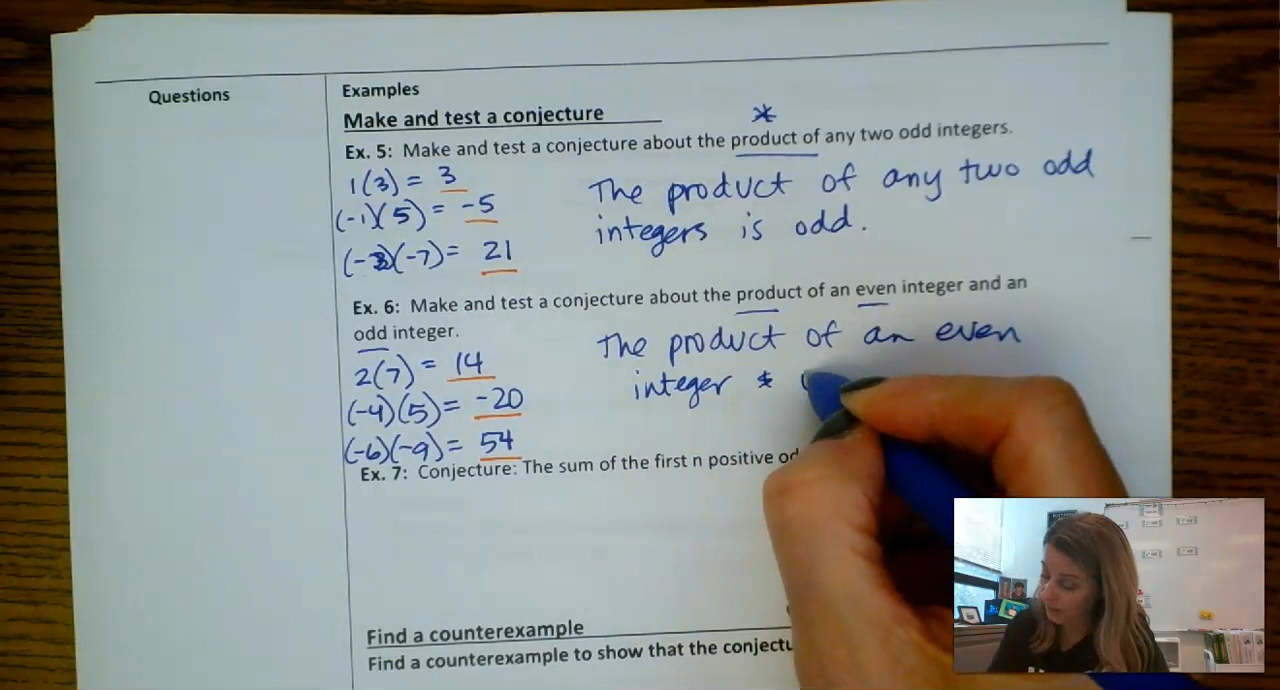 Questions
Examples
Make and test a conjecture
*
Ex. 5: Make and test a conjecture about the product of any two odd integers.
1(3) = 3
(-1)(5) = -5
(-3)(-7) = 21
The product of any two odd
integers is odd.
Ex. 6: Make and test a conjecture about the product of an even integer and an
odd integer.
2(7) = 14
(-4)(5) = -20
(-6)(-9) = 54
The product of an even
integer &
Ex. 7: Conjecture: The sum of the first n positive od
Find a counterexample
Find a counterexample to show that the conjectu